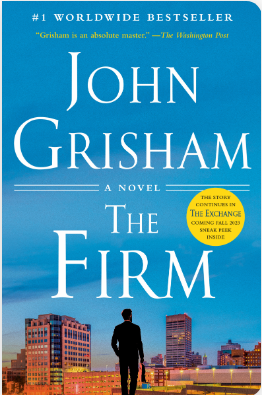 #1 WORLDWIDE BESTSELLER
"Grisham is an absolute master." —The Washington Post
JOHN
GRISHAM
A NOVEL
THE
FIRM
THE STORY
CONTINUES IN
THE EXCHANGE
COMING FALL 2023
SNEAK PEEK
INSIDE